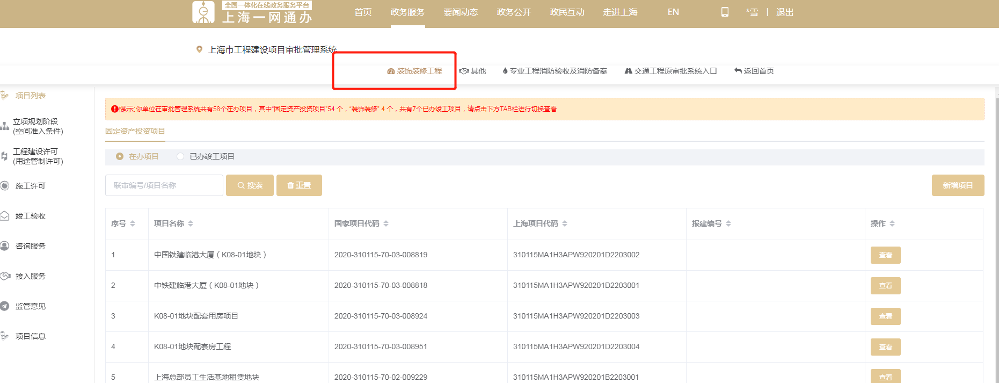 全国一体化在线政务服务平台
上海一网通办
首页 政务服务 要闻动态 政务公开 政民互动 走进上海 EN *雪 | 退出
上海市工程建设项目审批管理系统
装饰装修工程 其他 专业工程消防验收及消防备案 交通工程原审批系统入口 返回首页
项目列表
立项规划阶段
(空间准入条件)
工程建设许可
(用途管制许可)
施工许可
竣工验收
咨询服务
接入服务
监管意见
项目信息
提示:你单位在审批管理系统共有58个在办项目，其中“固定资产投资项目”54 个，“装饰装修” 4 个，共有7个已办竣工项目，请点击下方TAB栏进行切换查看
固定资产投资项目
在办项目 已办竣工项目
联审编号/项目名称 搜索 重置 新增项目
序号 项目名称 国家项目代码 上海项目代码 报建编号 操作
1 中国铁建临港大厦（K08-01地块） 2020-310115-70-03-008819 310115MA1H3APW920201D2203002 查看
2 中铁建临港大厦（K08-01地块） 2020-310115-70-03-008818 310115MA1H3APW920201D2203001 查看
3 K08-01地块配套用房项目 2020-310115-70-03-008924 310115MA1H3APW920201D2203003 查看
4 K08-01地块配套房工程 2020-310115-70-03-008951 310115MA1H3APW920201D2203004 查看
5 上海总部员工生活基地租赁地块 2020-310115-70-02-009229 310115MA1H3APW920201B2203001 查看